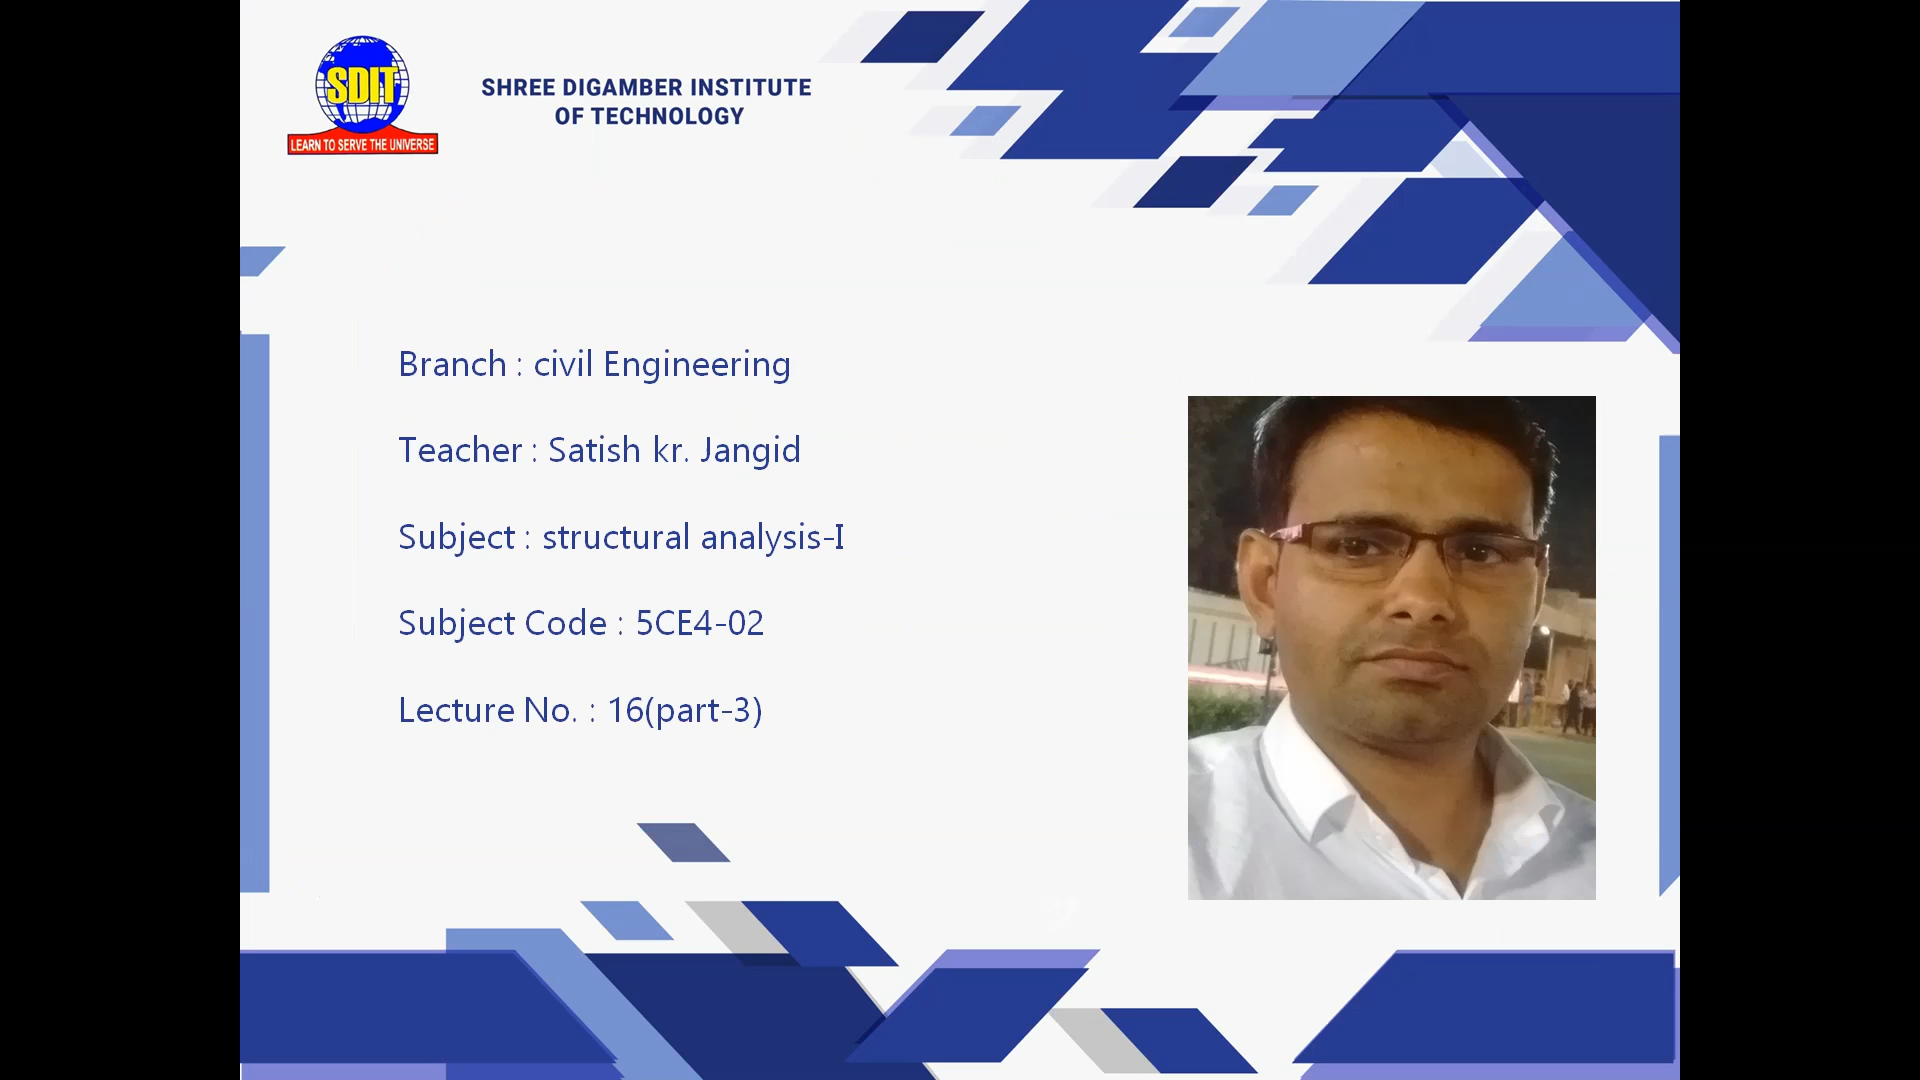 SDIT
LEARN TO SERVE THE UNIVERSE
SHREE DIGAMBER INSTITUTE
OF TECHNOLOGY
Branch : civil Engineering
Teacher : Satish kr. Jangid
Subject : structural analysis-I
Subject Code : 5CE4-02
Lecture No. : 16(part-3)